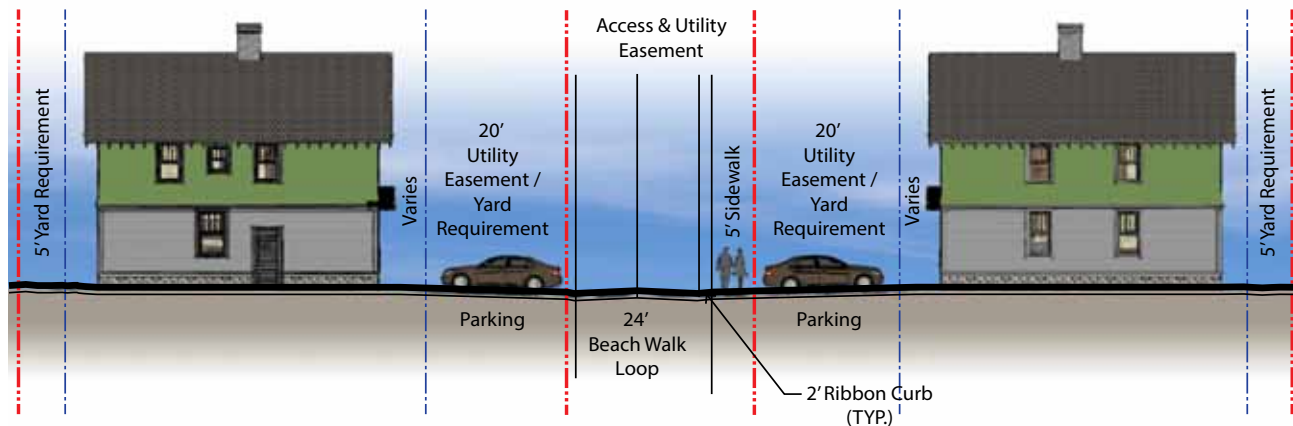 Access & Utility
Easement
5' Yard Requirement
Varies
20'
Utility
Easement /
Yard
Requirement
5' Sidewalk
20'
Utility
Easement /
Yard
Requirement
Varies
5' Yard Requirement
Parking
24'
Beach Walk
Loop
Parking
2' Ribbon Curb
(TYP.)